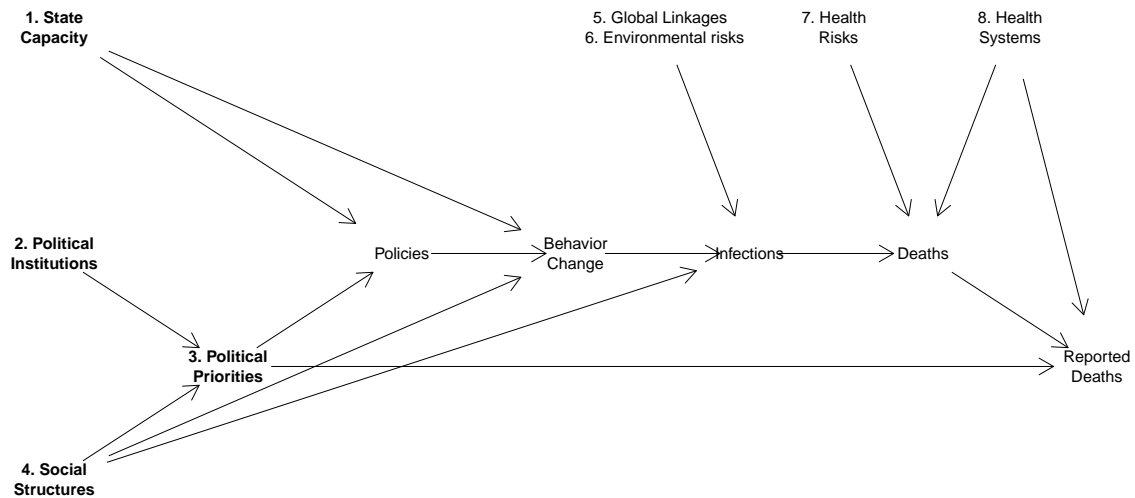 1. State
Capacity
5. Global Linkages
6. Environmental risks
7. Health
Risks
8. Health
Systems
2. Political
Institutions
Policies
Behavior
Change
Infections
Deaths
3. Political
Priorities
Reported
Deaths
4. Social
Structures